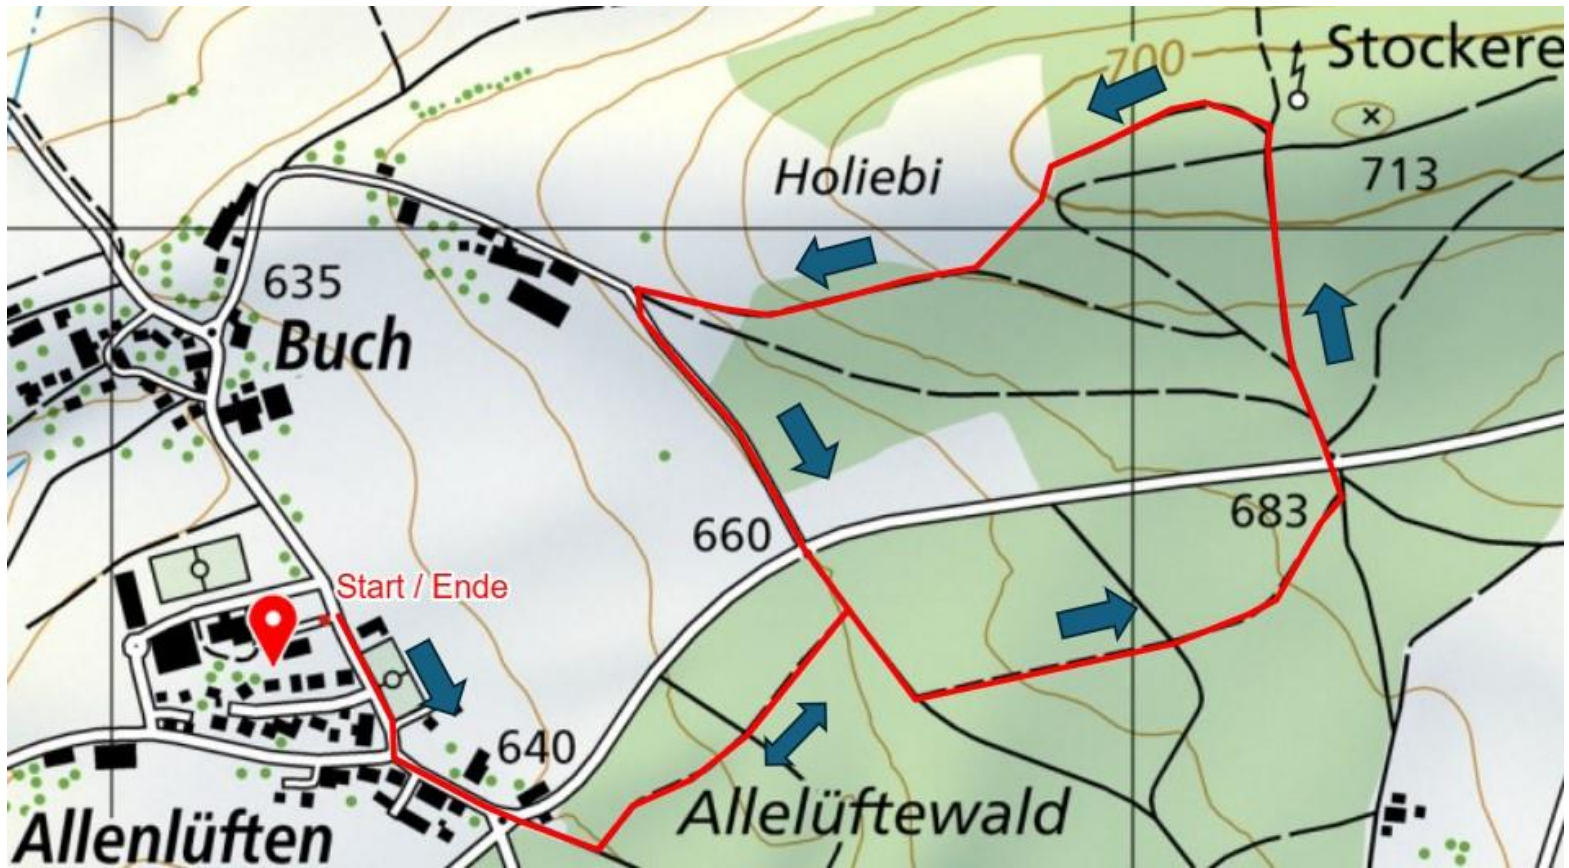 700
Stockere
Holiebi
713
635
Buch
660
683
Start / Ende
640
Allelüftewald
Allenlüften